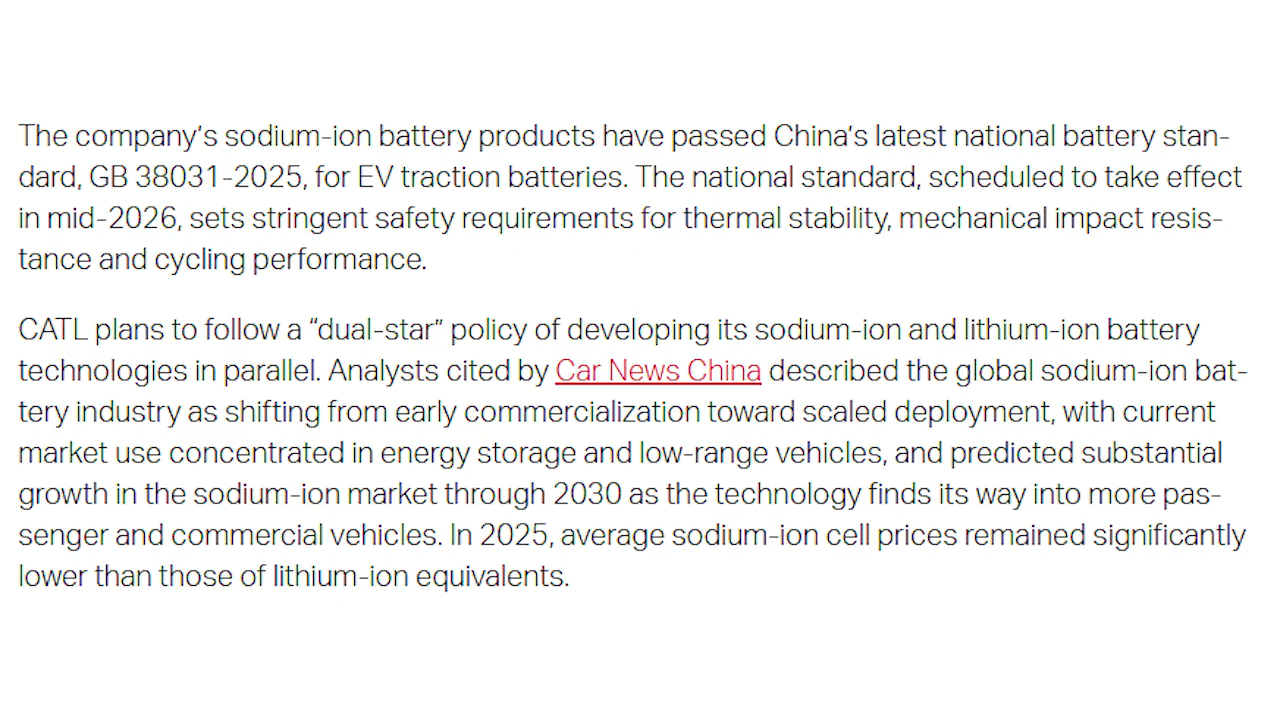 The company's sodium-ion battery products have passed China's latest national battery stan-
dard, GB 38031-2025, for EV traction batteries. The national standard, scheduled to take effect
in mid-2026, sets stringent safety requirements for thermal stability, mechanical impact resis-
tance and cycling performance.
CATL plans to follow a “dual-star” policy of developing its sodium-ion and lithium-ion battery
technologies in parallel. Analysts cited by Car News China described the global sodium-ion bat-
tery industry as shifting from early commercialization toward scaled deployment, with current
market use concentrated in energy storage and low-range vehicles, and predicted substantial
growth in the sodium-ion market through 2030 as the technology finds its way into more pas-
senger and commercial vehicles. In 2025, average sodium-ion cell prices remained significantly
lower than those of lithium-ion equivalents.